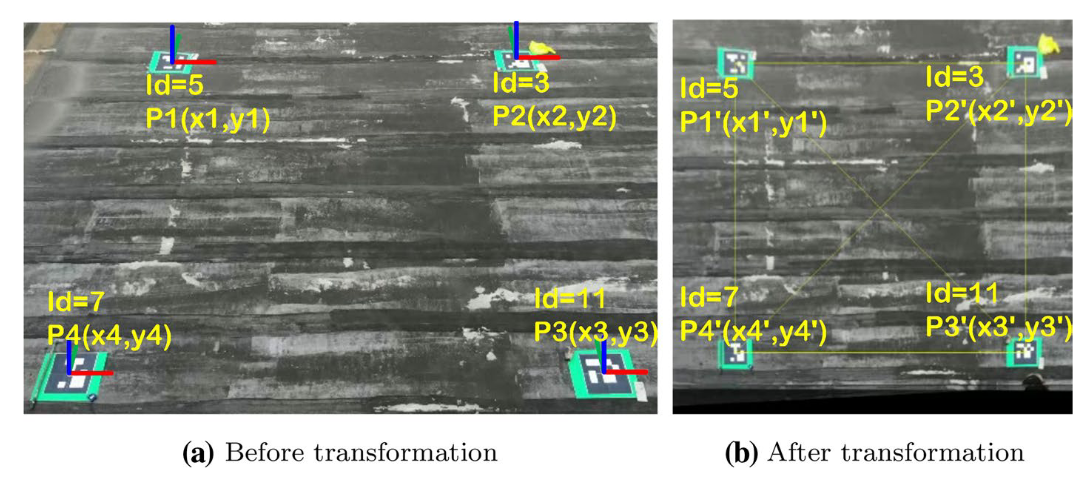 Id=5
P1(x1,y1)
Id=3
P2(x2,y2)
Id=7
P4(x4,y4)
Id=11
P3(x3,y3)
Id=5
P1'(x1',y1')
Id=3
P2'(x2',y2')
Id=7
P4'(x4',y4')
Id=11
P3'(x3',y3')
(a) Before transformation
(b) After transformation